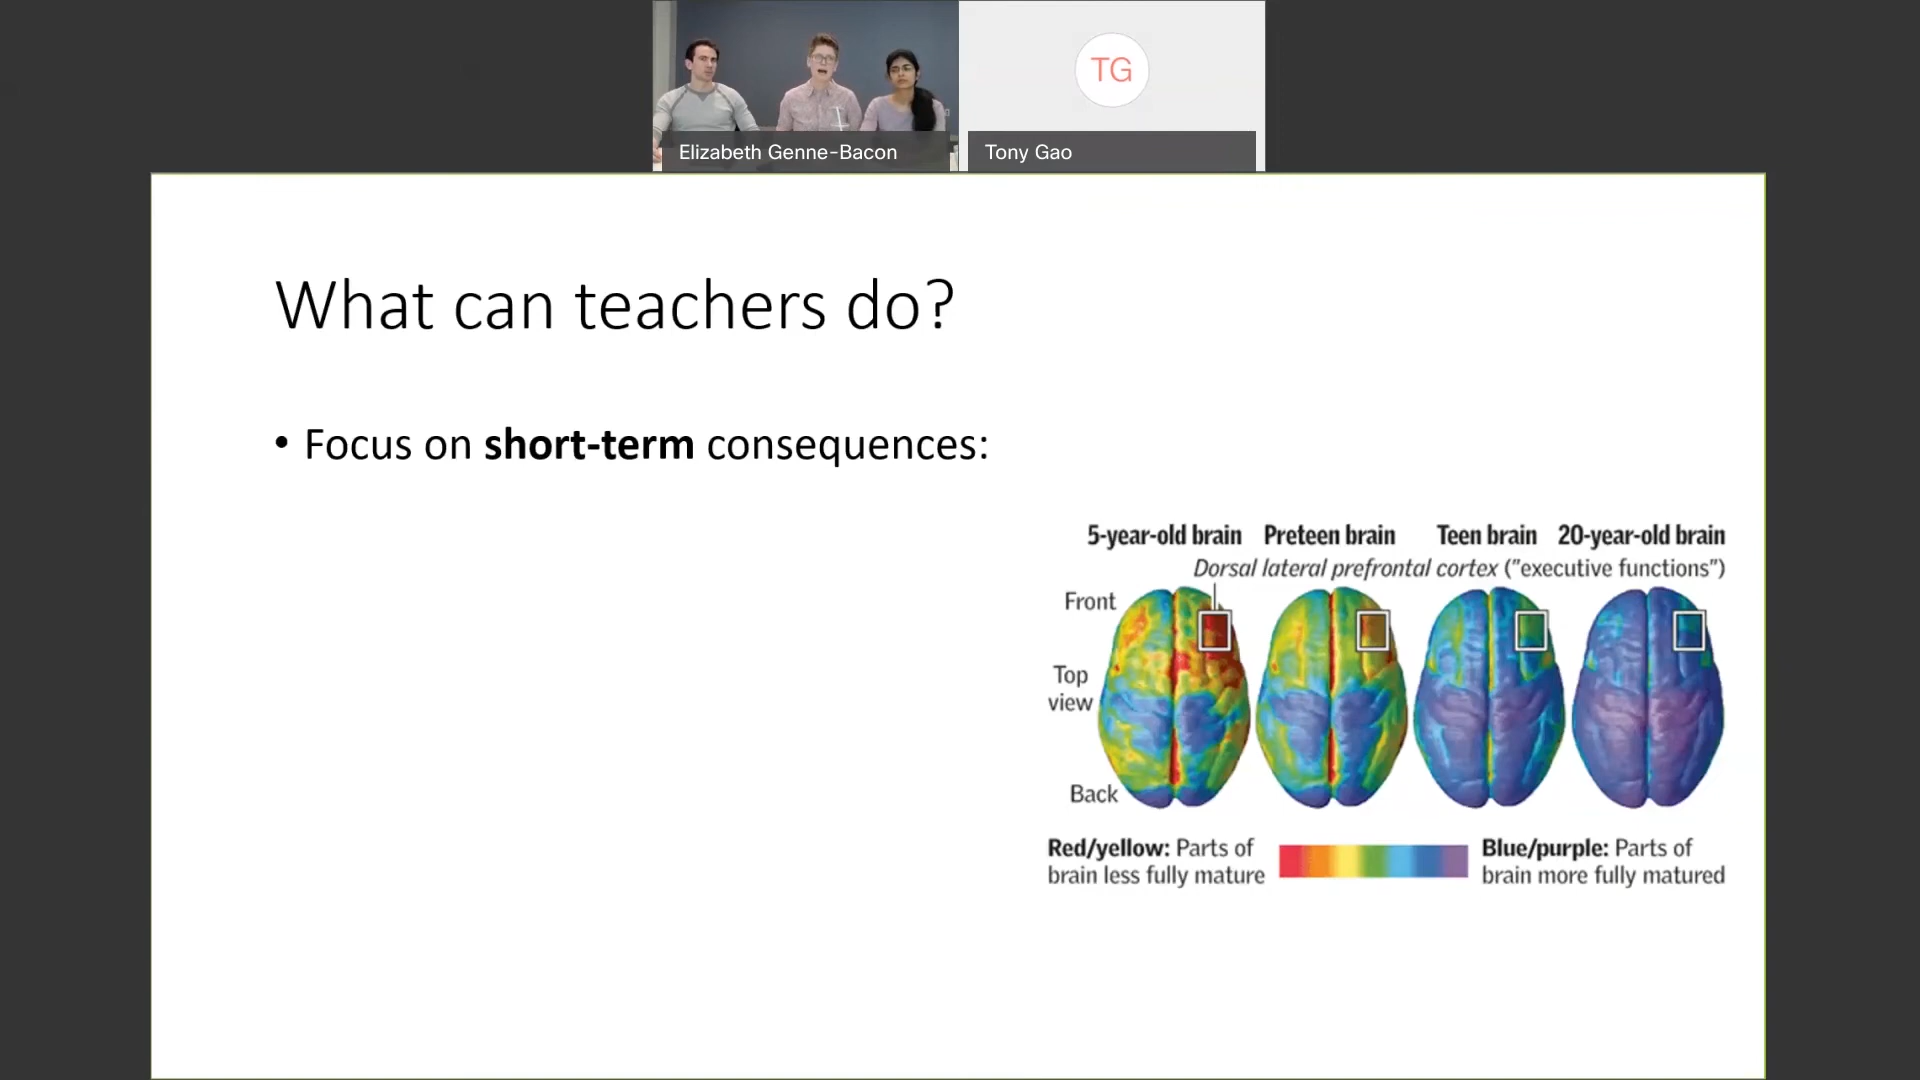 TG
Elizabeth Genne-Bacon
Tony Gao
What can teachers do?
• Focus on short-term consequences:
5-year-old brain Preteen brain Teen brain 20-year-old brain
Dorsal lateral prefrontal cortex ("executive functions")
Front
Top
view
Back
Red/yellow: Parts of
brain less fully mature
Blue/purple: Parts of
brain more fully matured